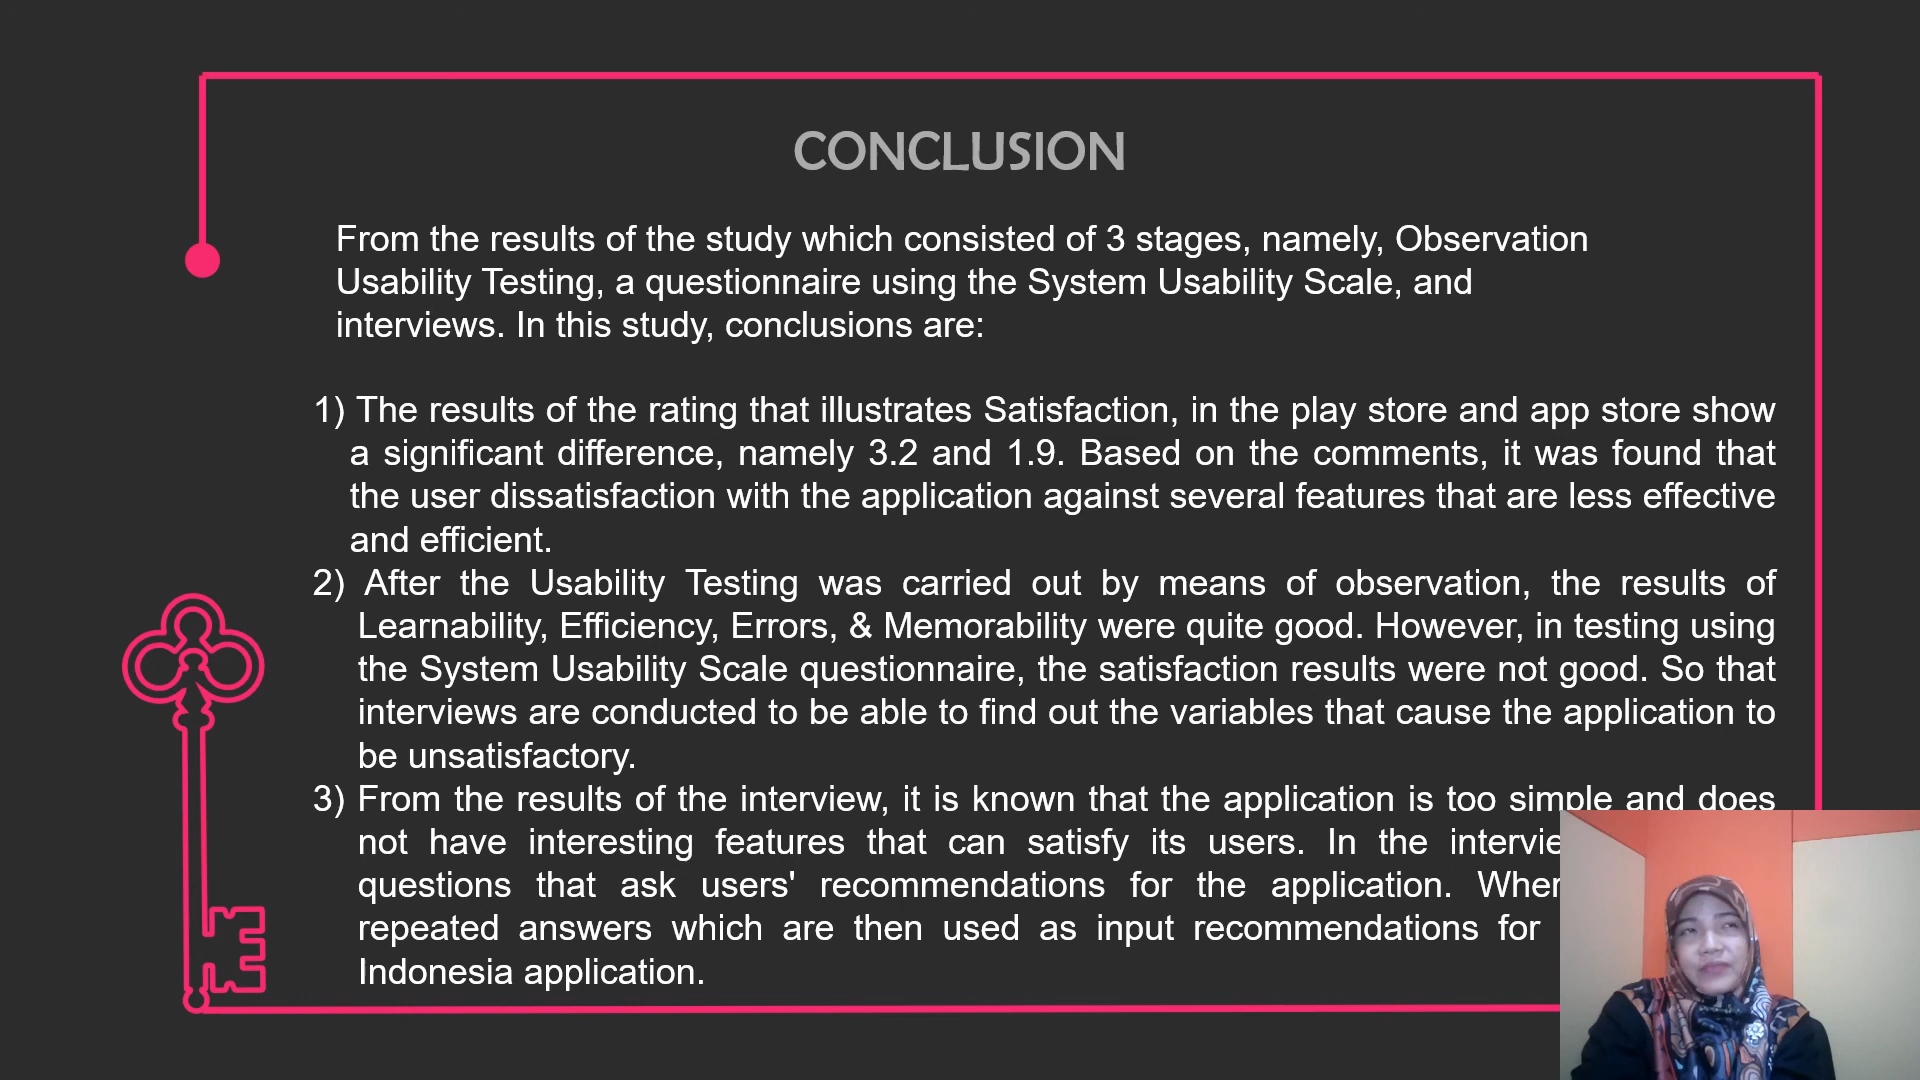 CONCLUSION
From the results of the study which consisted of 3 stages, namely, Observation
Usability Testing, a questionnaire using the System Usability Scale, and
interviews. In this study, conclusions are:
1) The results of the rating that illustrates Satisfaction, in the play store and app store show
a significant difference, namely 3.2 and 1.9. Based on the comments, it was found that
the user dissatisfaction with the application against several features that are less effective
and efficient.
2) After the Usability Testing was carried out by means of observation, the results of
Learnability, Efficiency, Errors, & Memorability were quite good. However, in testing using
the System Usability Scale questionnaire, the satisfaction results were not good. So that
interviews are conducted to be able to find out the variables that cause the application to
be unsatisfactory.
3) From the results of the interview, it is known that the application is too simple and does
not have interesting features that can satisfy its users. In the
questions that ask users' recommendations for the application.
repeated answers which are then used as input recommendations for
Indonesia application.